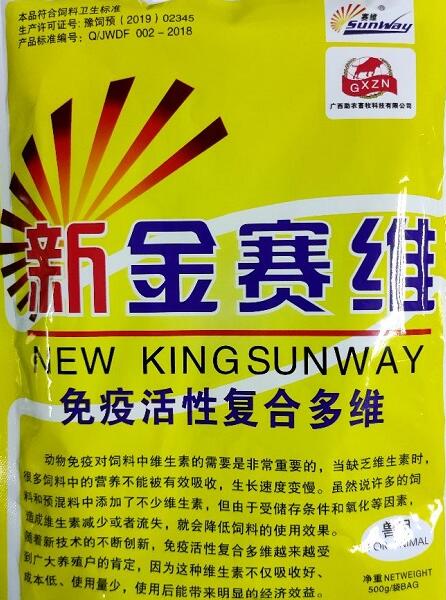 本品符合饲料卫生标准
生产许可证号: 豫饲预 (2019) 02345
产品标准编号: Q/JWDF 002-2018
赛维
SunWay
GXZN
广西助农畜牧科技有限公司
新金赛维
NEW KINGSUNWAY
免疫活性复合多维
动物免疫对饲料中维生素的需要是非常重要的，当缺乏维生素时，
很多饲料中的营养不能被有效吸收，生长速度变慢。虽然说许多的饲
料和预混料中添加了不少维生素，但由于受储存条件和氧化等因素，
造成维生素减少或者流失，就会降低饲料的使用效果。
随着新技术的不断创新，免疫活性复合多维越来越受
到广大养殖户的肯定，因为这种维生素不仅吸收好、
成本低、使用量少，使用后能带来明显的经济效益。
兽用
FOR ANIMAL
净重 NETWEIGHT
500g/袋BAG